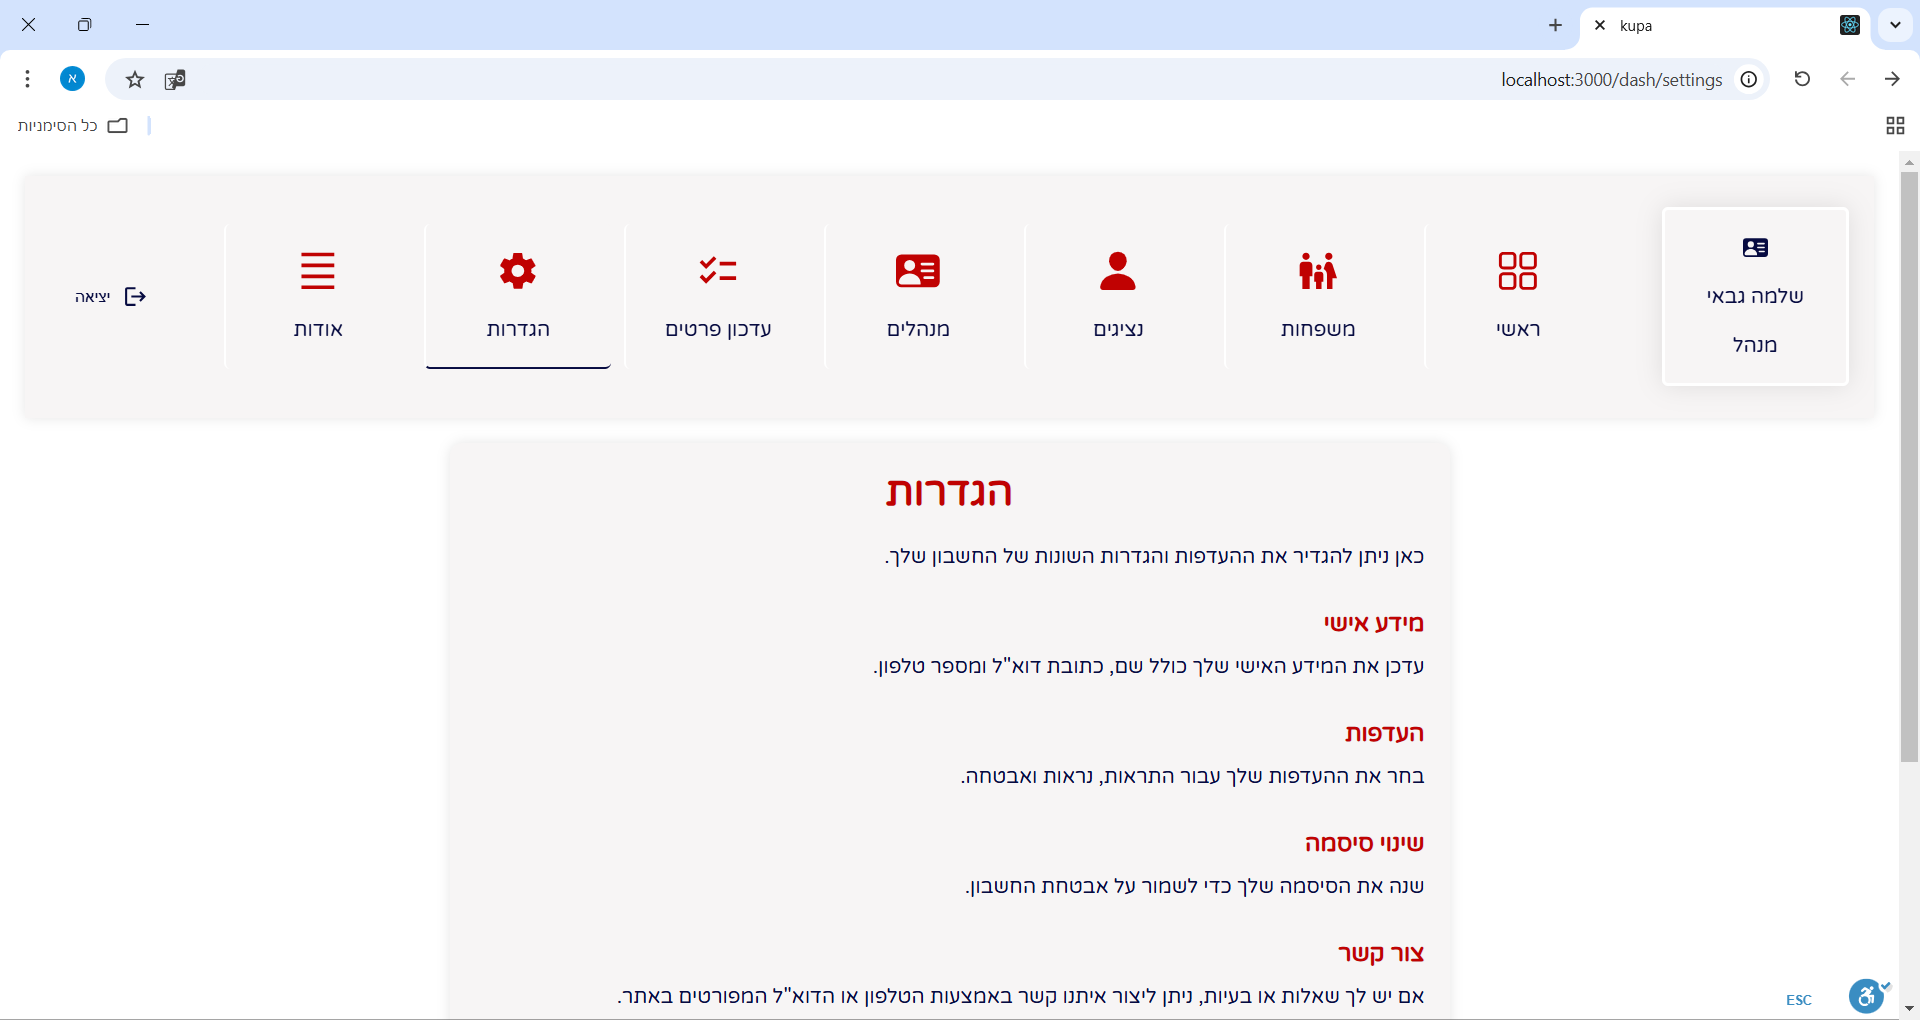 kupa
localhost:3000/dash/settings
א
כל הסימניות
שלמה גבאי
מנהל
ראשי
משפחות
נציגים
מנהלים
עדכון פרטים
הגדרות
אודות
יציאה
הגדרות
כאן ניתן להגדיר את ההעדפות והגדרות השונות של החשבון שלך.
מידע אישי
עדכן את המידע האישי שלך כולל שם, כתובת דוא"ל ומספר טלפון.
העדפות
בחר את ההעדפות שלך עבור התראות, נראות ואבטחה.
שינוי סיסמה
שנה את הסיסמה שלך כדי לשמור על אבטחת החשבון.
צור קשר
אם יש לך שאלות או בעיות, ניתן ליצור איתנו קשר באמצעות הטלפון או הדוא"ל המפורטים באתר.
ESC